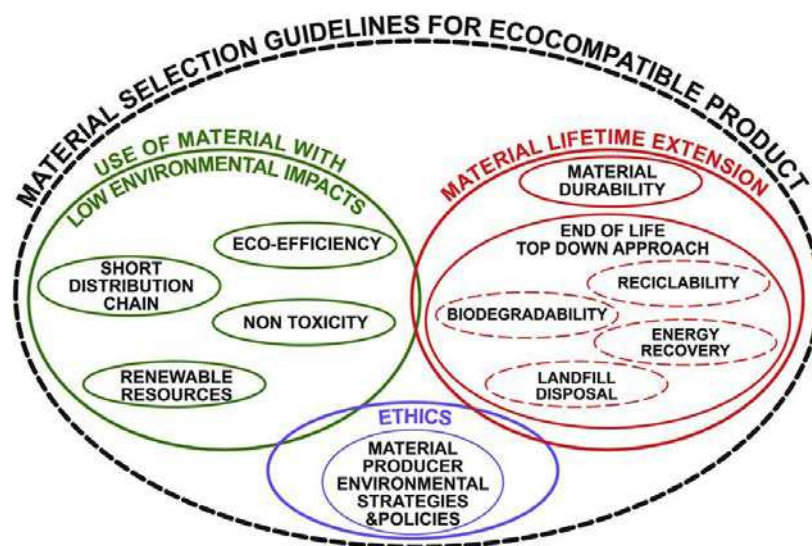 MATERIAL SELECTION GUIDELINES FOR ECOCOMPATIBLE PRODUCT
USE OF MATERIAL WITH
LOW ENVIRONMENTAL IMPACTS
ECO-EFFICIENCY
SHORT
DISTRIBUTION
CHAIN
NON TOXICITY
RENEWABLE
RESOURCES
MATERIAL LIFETIME EXTENSION
MATERIAL
DURABILITY
END OF LIFE
TOP DOWN APPROACH
RECICLABILITY
BIODEGRADABILITY
ENERGY
RECOVERY
LANDFILL
DISPOSAL
ETHICS
MATERIAL
PRODUCER
ENVIRONMENTAL
STRATEGIES
&POLICIES